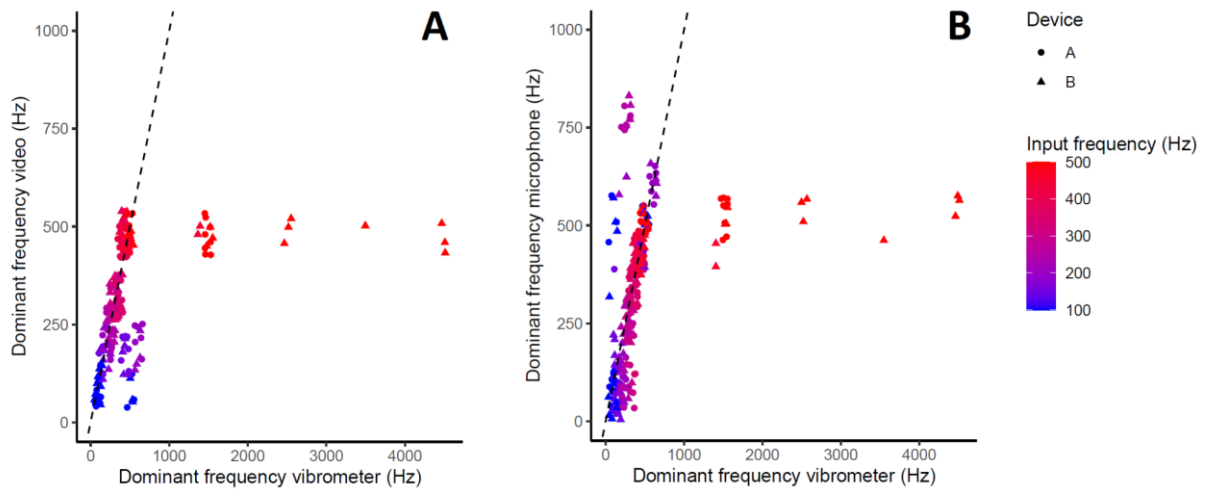 A
1000
750
500
250
0
Dominant frequency video (Hz)
0 1000 2000 3000 4000
Dominant frequency vibrometer (Hz)
B
1000
750
500
250
0
Dominant frequency microphone (Hz)
0 1000 2000 3000 4000
Dominant frequency vibrometer (Hz)
Device
A
B
Input frequency (Hz)
500
400
300
200
100